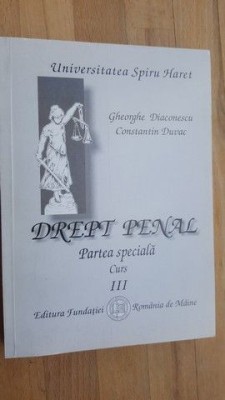 Universitatea Spiru Haret
Gheorghe Diaconescu
Constantin Duvac
DREPT PENAL
Partea specială
Curs
III
Editura Fundației România de Mâine